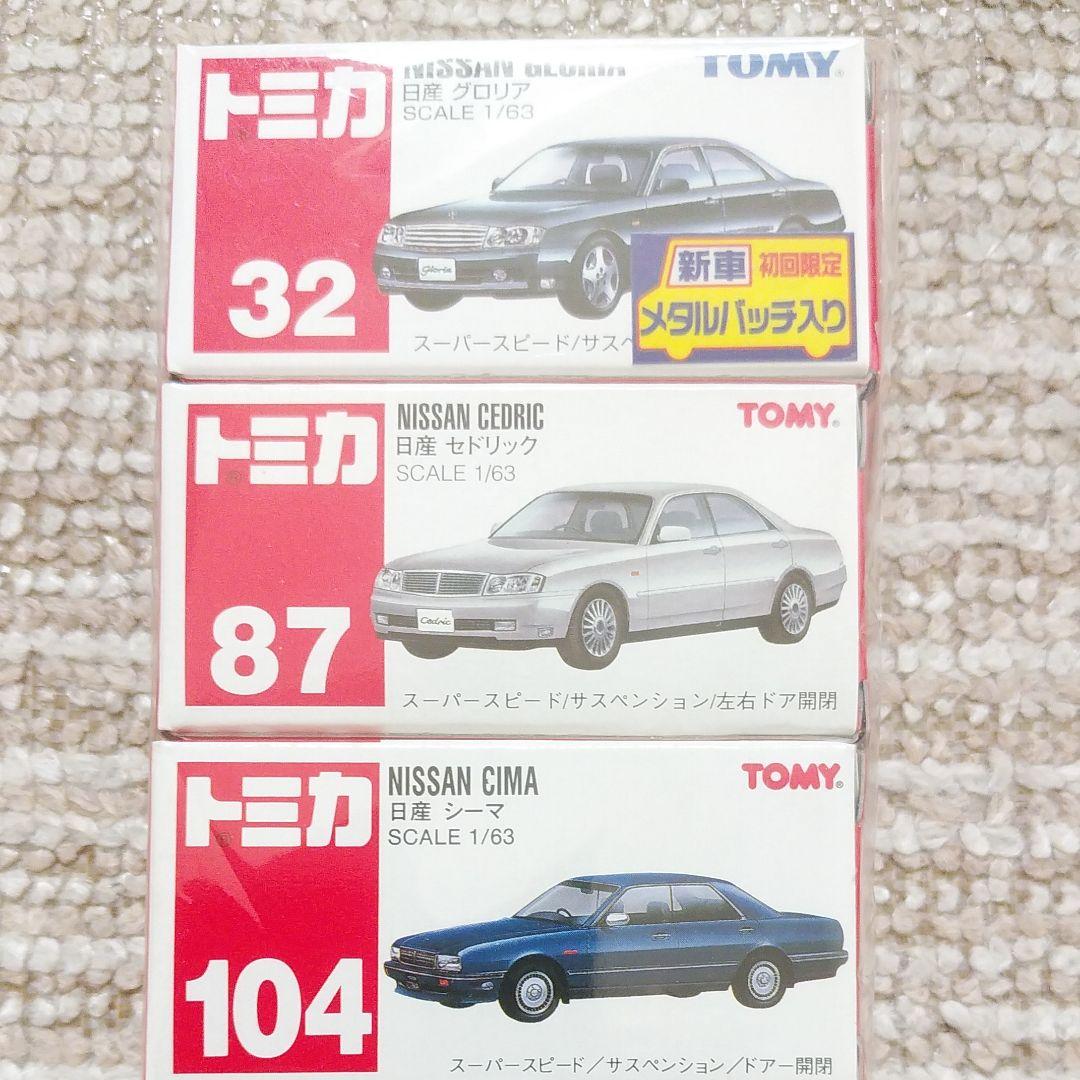 トミカ
NISSAN GLORIA
TOMY®
日産 グロリア
SCALE 1/63
32
Gloria
新車 初回限定
メタルバッチ入り
スーパースピード/サスペ
トミカ
NISSAN CEDRIC
TOMY®
日産 セドリック
SCALE 1/63
87
Cedric
スーパースピード/サスペンション/左右ドア開閉
トミカ
NISSAN CIMA
TOMY®
日産 シーマ
SCALE 1/63
104
スーパースピード／サスペンション／ドアー開閉